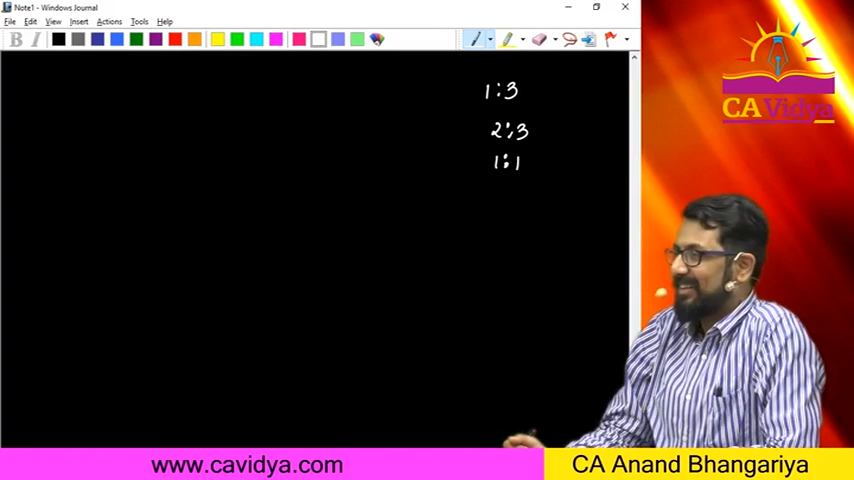 Note1 - Windows Journal
File Edit View Insert Actions Tools Help
B I
1:3
2:3
1:1
CA Vidya
www.cavidya.com
CA Anand Bhangariya